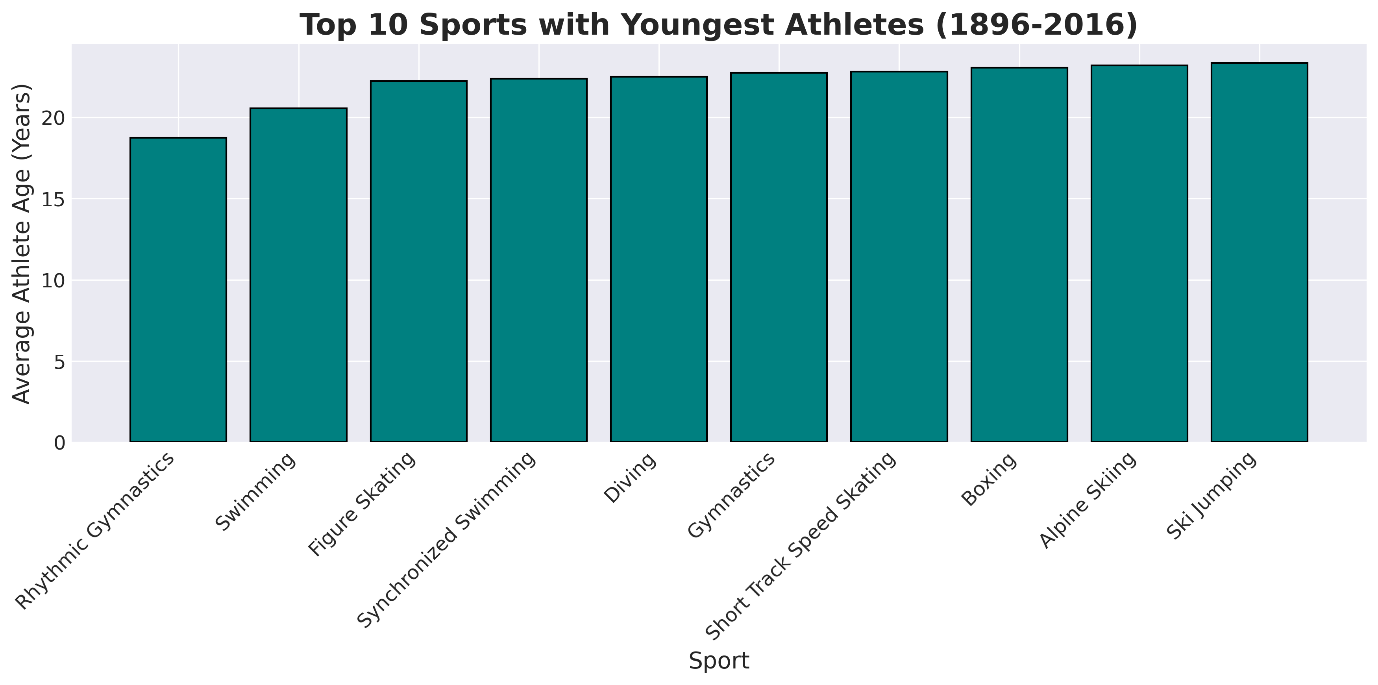 Top 10 Sports with Youngest Athletes (1896-2016)
Average Athlete Age (Years)
20
15
10
5
0
Rhythmic Gymnastics
Swimming
Figure Skating
Synchronized Swimming
Diving
Gymnastics
Short Track Speed Skating
Boxing
Alpine Skiing
Ski Jumping
Sport